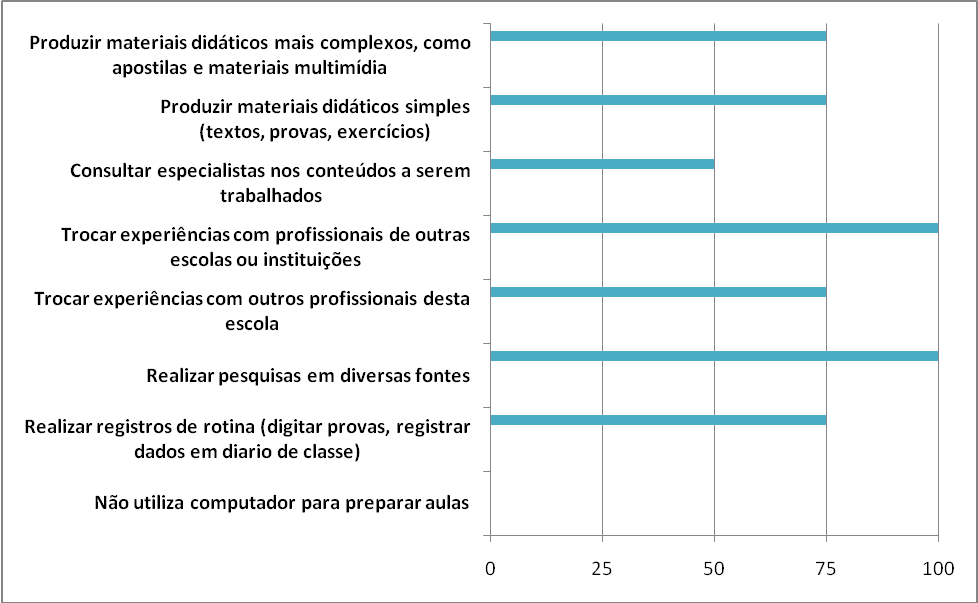 Produzir materiais didáticos mais complexos, como
apostilas e materiais multimídia
Produzir materiais didáticos simples
(textos, provas, exercícios)
Consultar especialistas nos conteúdos a serem
trabalhados
Trocar experiências com profissionais de outras
escolas ou instituições
Trocar experiências com outros profissionais desta
escola
Realizar pesquisas em diversas fontes
Realizar registros de rotina (digitar provas, registrar
dados em diario de classe)
Não utiliza computador para preparar aulas
0 25 50 75 100